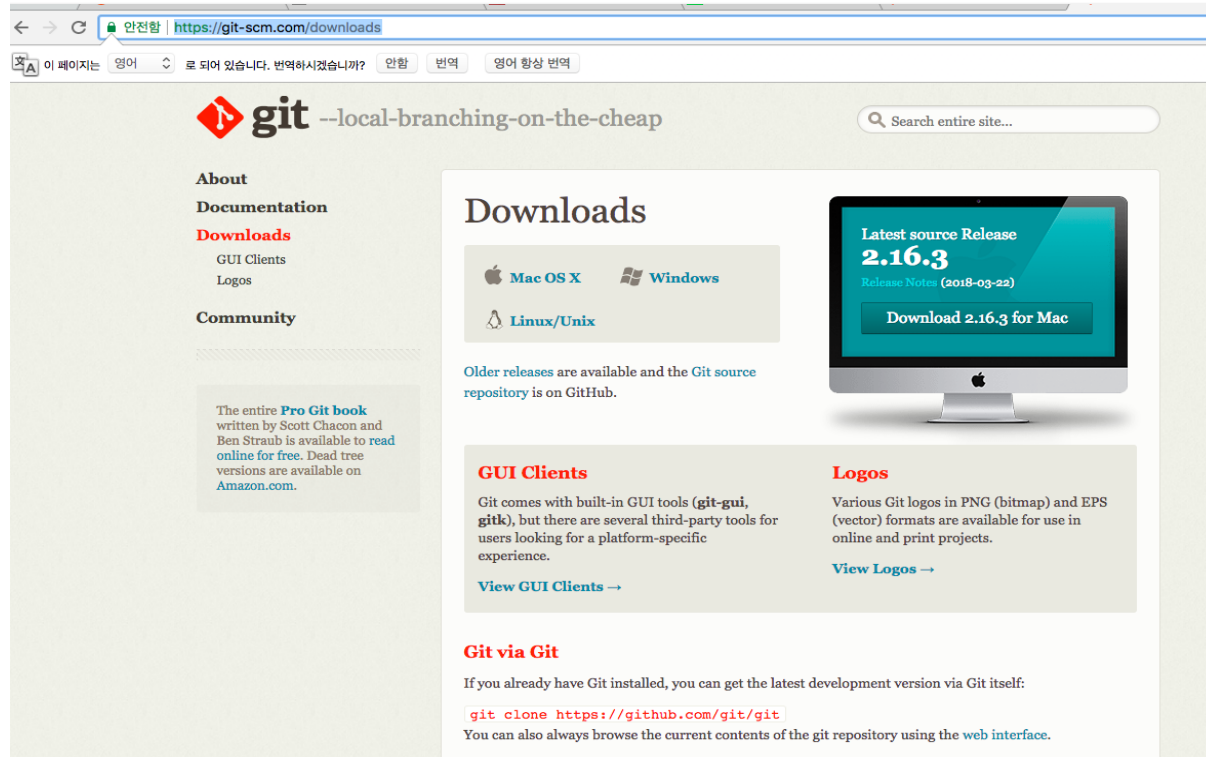 안전함 | https://git-scm.com/downloads
이 페이지는 영어 로 되어 있습니다. 번역하시겠습니까? 안함 번역 영어 항상 번역
git --local-branching-on-the-cheap
Search entire site...
About
Documentation
Downloads
GUI Clients
Logos
Community
The entire Pro Git book
written by Scott Chacon and
Ben Straub is available to read
online for free. Dead tree
versions are available on
Amazon.com.
Downloads
Mac OS X Windows
Linux/Unix
Older releases are available and the Git source
repository is on GitHub.
Latest source Release
2.16.3
Release Notes (2018-03-22)
Download 2.16.3 for Mac
GUI Clients
Git comes with built-in GUI tools (git-gui,
gitk), but there are several third-party tools for
users looking for a platform-specific
experience.
View GUI Clients →
Logos
Various Git logos in PNG (bitmap) and EPS
(vector) formats are available for use in
online and print projects.
View Logos →
Git via Git
If you already have Git installed, you can get the latest development version via Git itself:
git clone https://github.com/git/git
You can also always browse the current contents of the git repository using the web interface.